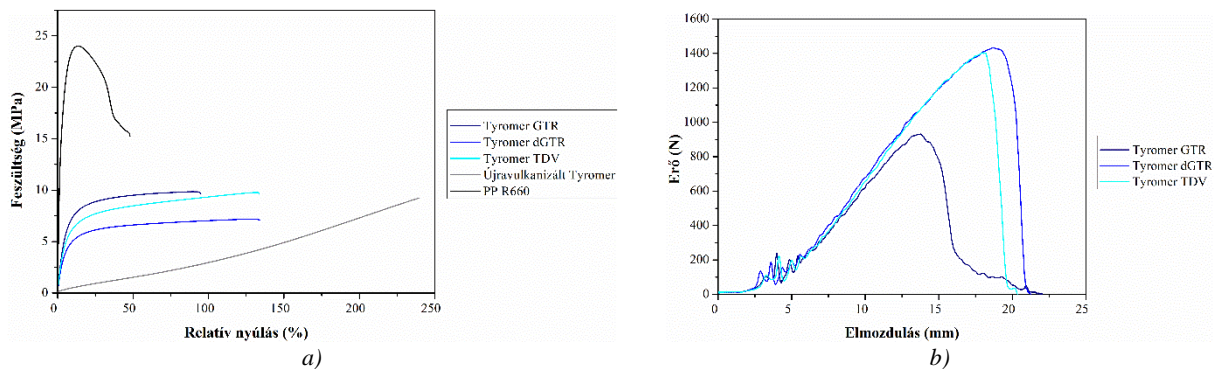 Feszültség (MPa)
25
20
15
10
5
0
0
50
100
150
200
250
Relatív nyúlás (%)
Tyromer GTR
Tyromer dGTR
Tyromer TDV
Újravulkanizált Tyromer
PP R660
a)
Erő (N)
1600
1400
1200
1000
800
600
400
200
0
0
5
10
15
20
25
Elmozdulás (mm)
Tyromer GTR
Tyromer dGTR
Tyromer TDV
b)